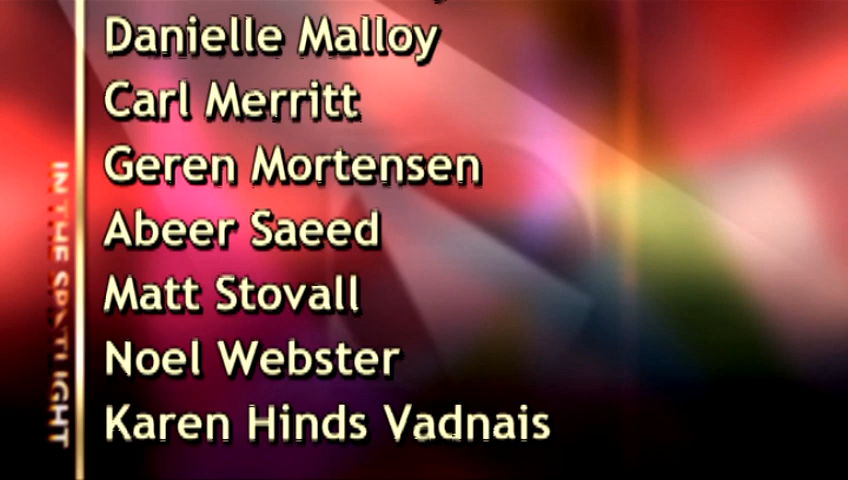 Danielle Malloy
Carl Merritt
Geren Mortensen
Abeer Saeed
Matt Stovall
Noel Webster
Karen Hinds Vadnais
IN THE SPOTLIGHT